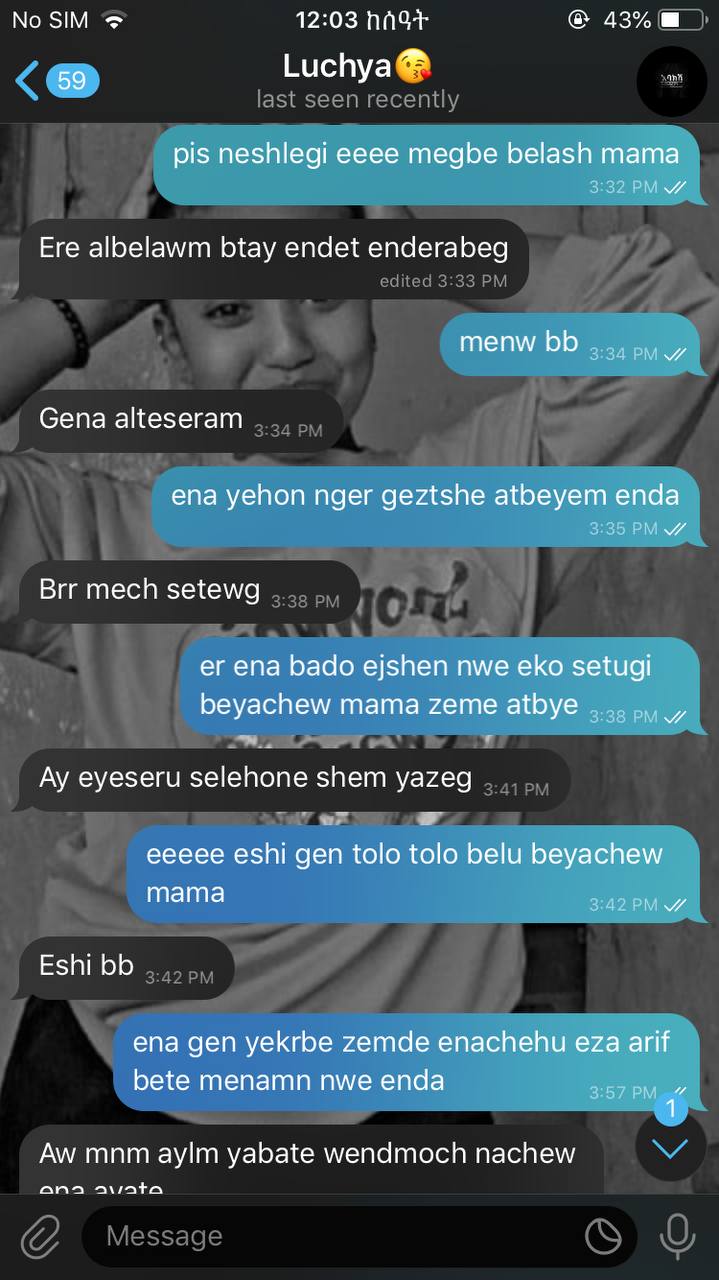 No SIM 12:03 ከሰዓት 43%
59 Luchya😘
last seen recently
pis neshlegi eeee megbe belash mama
3:32 PM
Ere albelawm btay endet enderabeg
edited 3:33 PM
menw bb 3:34 PM
Gena alteseram 3:34 PM
ena yehon nger geztshe atbeyem enda
3:35 PM
Brr mech setewg 3:38 PM
er ena bado ejshen nwe eko setugi
beyachew mama zeme atbye 3:38 PM
Ay eyeseru selehone shem yazeg 3:41 PM
eeeee eshi gen tolo tolo belu beyachew
mama 3:42 PM
Eshi bb 3:42 PM
ena gen yekrbe zemde enachehu eza arif
bete menamn nwe enda 3:57 PM
1
Aw mnm aylm yabate wendmoch nachew
ena ayate
Message